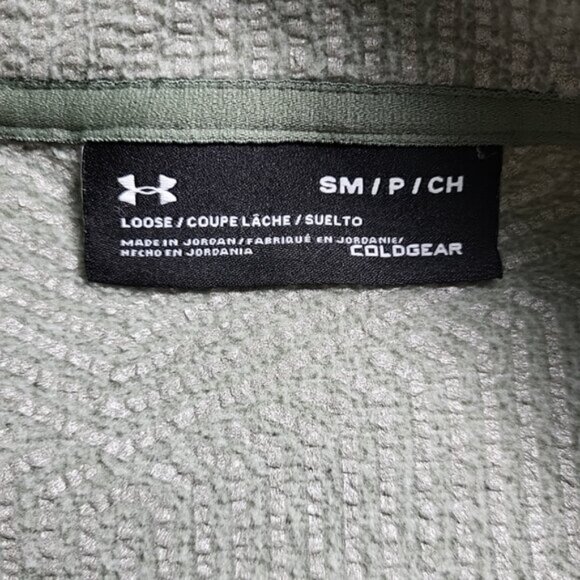 SM/P/CH
LOOSE/COUPE LÂCHE/SUELTO
MADE IN JORDAN/FABRIQUÉ EN JORDANIE/
HECHO EN JORDANIA
COLDGEAR